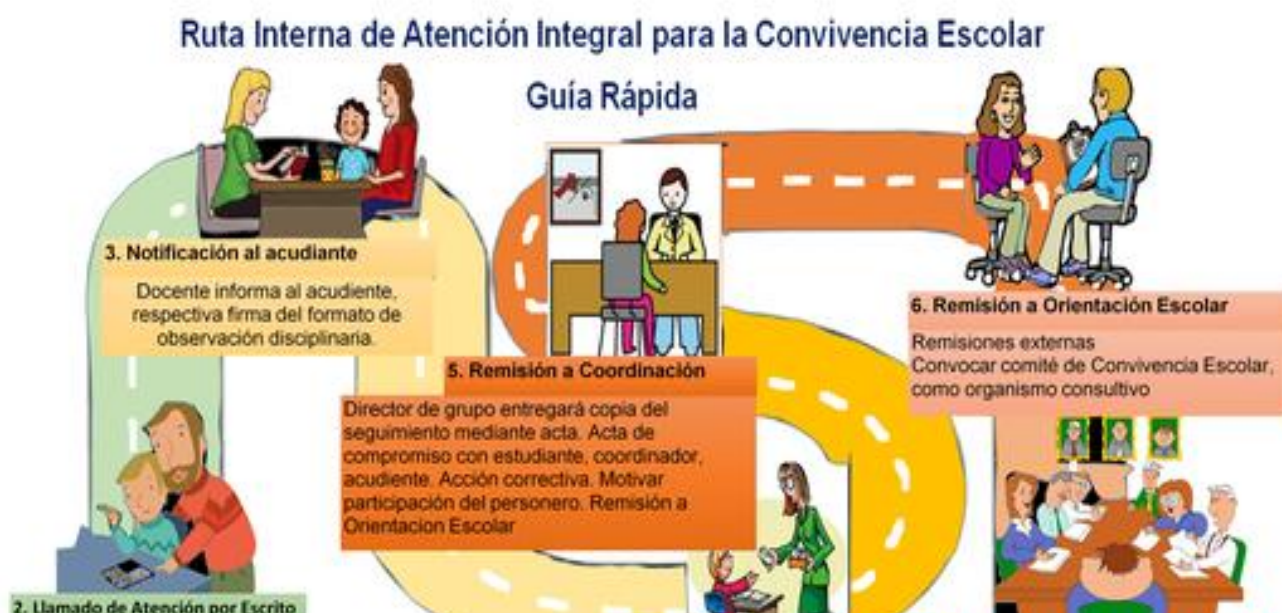 Ruta Interna de Atención Integral para la Convivencia Escolar
Guía Rápida
3. Notificación al acudiante
Docente informa al acudiente,
respectiva firma del formato de
observación disciplinaria.
5. Remisión a Coordinación
Director de grupo entregará copia del
seguimiento mediante acta. Acta de
compromiso con estudiante, coordinador,
acudiente. Acción correctiva. Motivar
participación del personero. Remisión a
Orientacion Escolar
6. Remisión a Orientación Escolar
Remisiones externas
Convocar comité de Convivencia Escolar,
como organismo consultivo
2. Llamado de Atención por Escrito